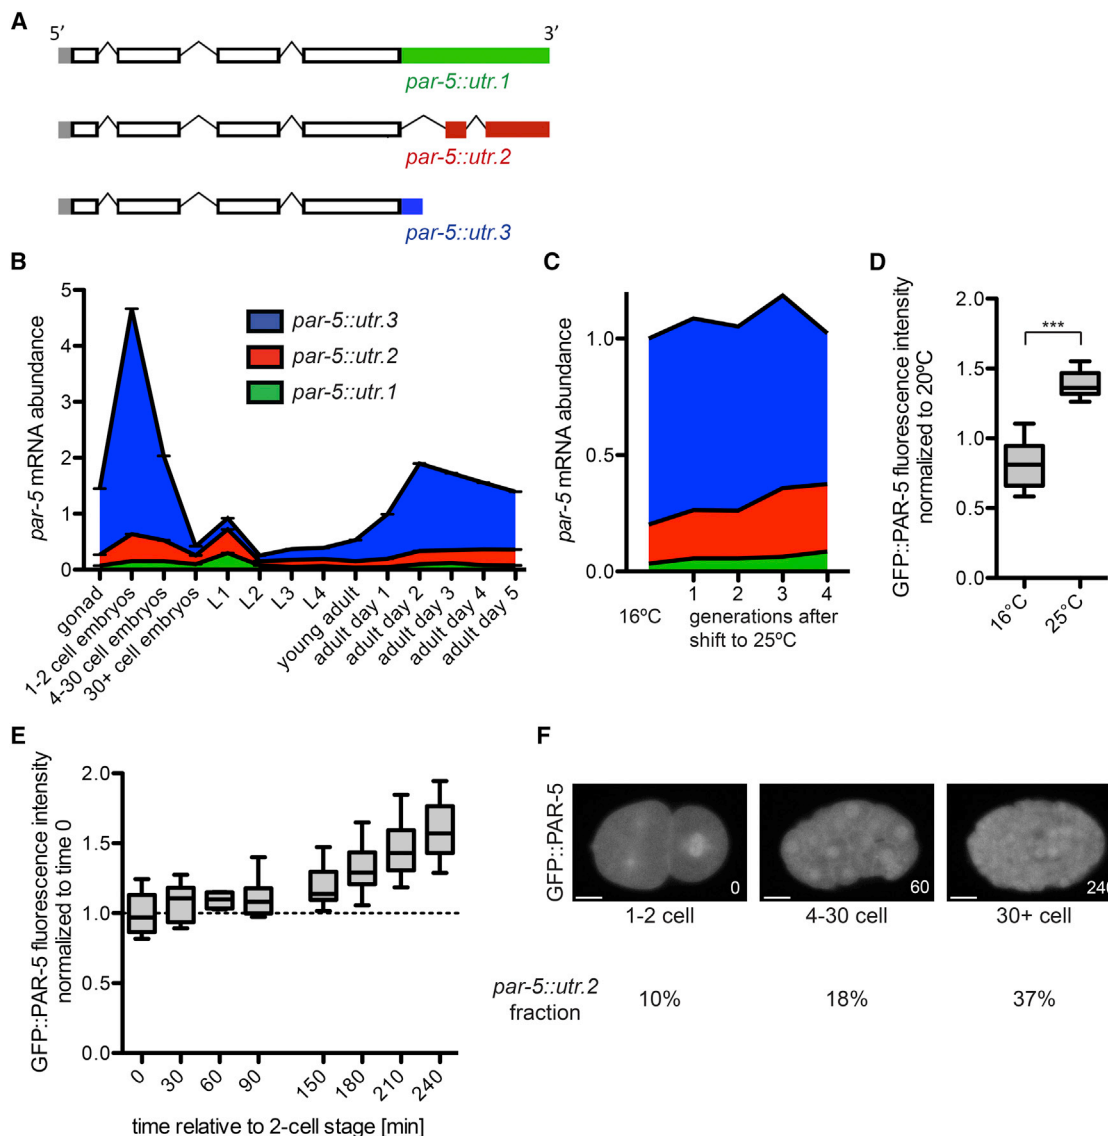 A
5’ 3’
par-5::utr.1
par-5::utr.2
par-5::utr.3
B
par-5 mRNA abundance
5
4
3
2
1
0
par-5::utr.3
par-5::utr.2
par-5::utr.1
gonad
1-2 cell embryos
4-30 cell embryos
30+ cell embryos
L1
L2
L3
L4
young adult
adult day 1
adult day 2
adult day 3
adult day 4
adult day 5
C
par-5 mRNA abundance
1.0
0.5
0.0
16ºC
1 2 3 4
generations after
shift to 25ºC
D
GFP::PAR-5 fluorescence intensity
normalized to 20ºC
2.0
1.5
1.0
0.5
0.0
***
16°C
25°C
E
GFP::PAR-5 fluorescence intensity
normalized to time 0
2.0
1.5
1.0
0.5
0.0
0 30 60 90 150 180 210 240
time relative to 2-cell stage [min]
F
GFP::PAR-5
0 60 240
1-2 cell 4-30 cell 30+ cell
par-5::utr.2
fraction
10% 18% 37%